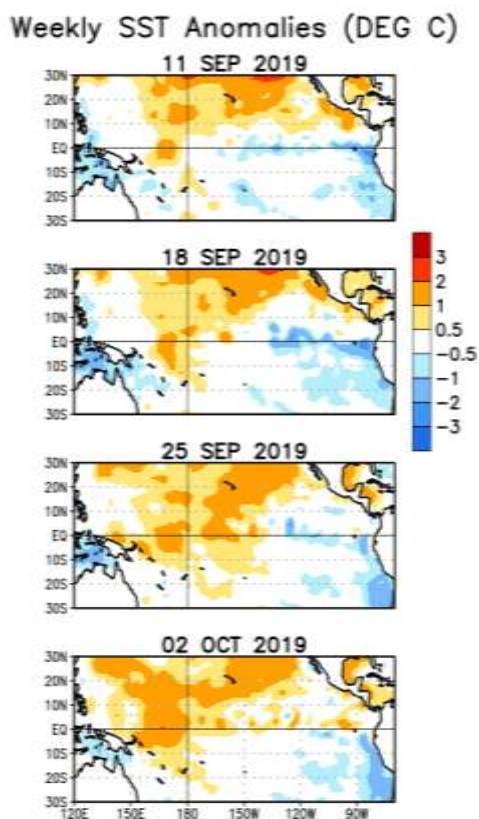 Weekly SST Anomalies (DEG C)
11 SEP 2019
30N
20N
10N
EQ
10S
20S
30S
18 SEP 2019
30N
20N
10N
EQ
10S
20S
30S
3
2
1
0.5
-0.5
-1
-2
-3
25 SEP 2019
30N
20N
10N
EQ
10S
20S
30S
02 OCT 2019
30N
20N
10N
EQ
10S
20S
30S
120E 150E 180 150W 120W 90W